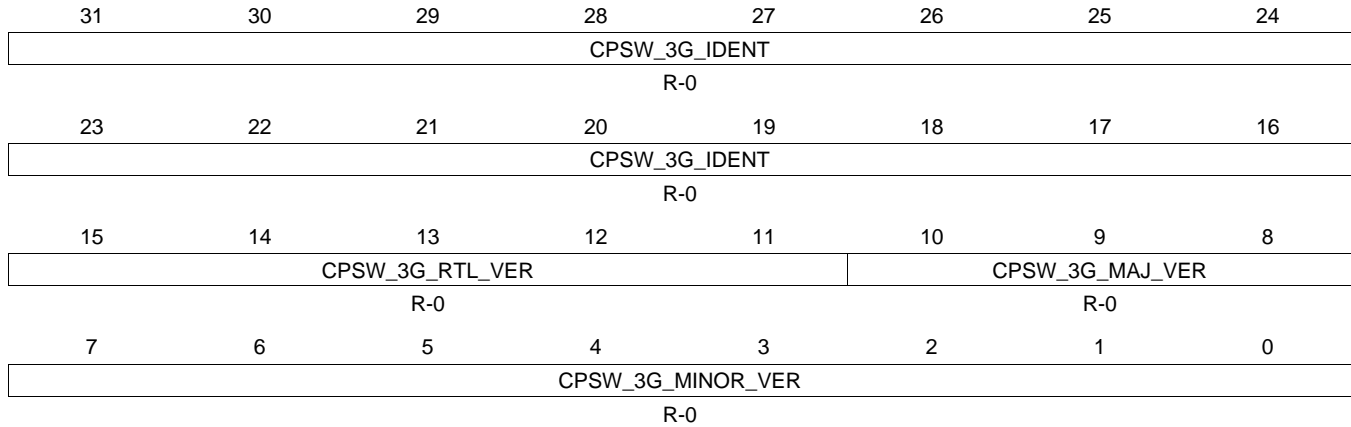 31 30 29 28 27 26 25 24
CPSW_3G_IDENT
R-0
23 22 21 20 19 18 17 16
CPSW_3G_IDENT
R-0
15 14 13 12 11 10 9 8
CPSW_3G_RTL_VER CPSW_3G_MAJ_VER
R-0 R-0
7 6 5 4 3 2 1 0
CPSW_3G_MINOR_VER
R-0